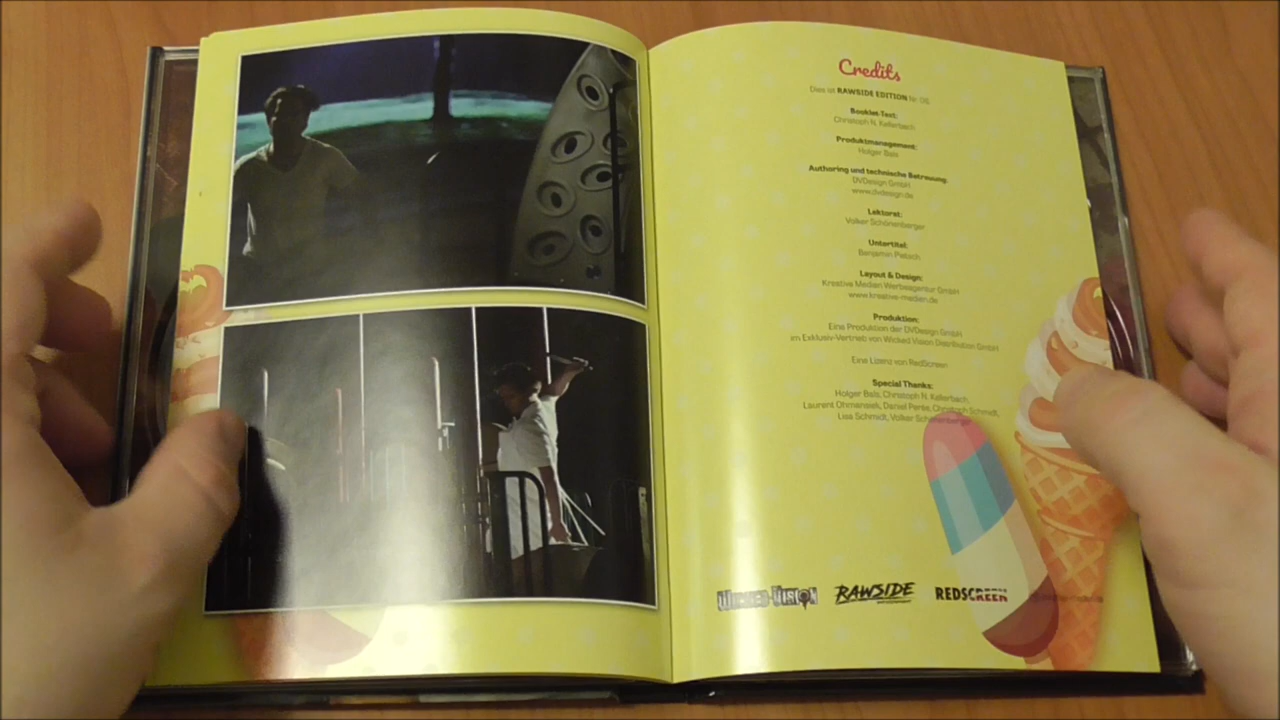 Credits
Dies ist RAWSIDE EDITION Nr. 06
Booklet-Text:
Christoph N. Kellerbach
Produktmanagement:
Holger Bals
Authoring und technische Betreuung:
DVDesign GmbH
www.dvdesign.de
Lektorat:
Volker Schönenberger
Untertitel:
Benjamin Pietsch
Layout & Design:
Kreative Medien Werbeagentur GmbH
www.kreative-medien.de
Produktion:
Eine Produktion der DVDesign GmbH
im Exklusiv-Vertrieb von Wicked Vision Distribution GmbH
Eine Lizenz von RedScreen
Special Thanks:
Holger Bals, Christoph N. Kellerbach,
Laurent Ohmansiek, Daniel Perée, Christoph Schmidt,
Lisa Schmidt, Volker Schönenberger
WICKED-VISION RAWSIDE REDSCREEN